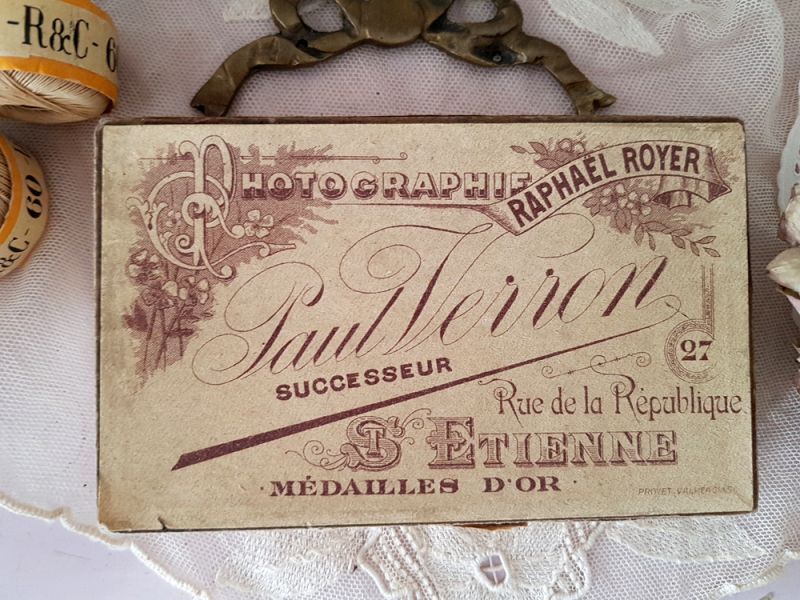 -R&C- 6
&C- 60
PHOTOGRAPHIE
RAPHAËL ROYER
Paul Verron
SUCCESSEUR
27
Rue de la République
St ETIENNE
·MÉDAILLES D'OR·